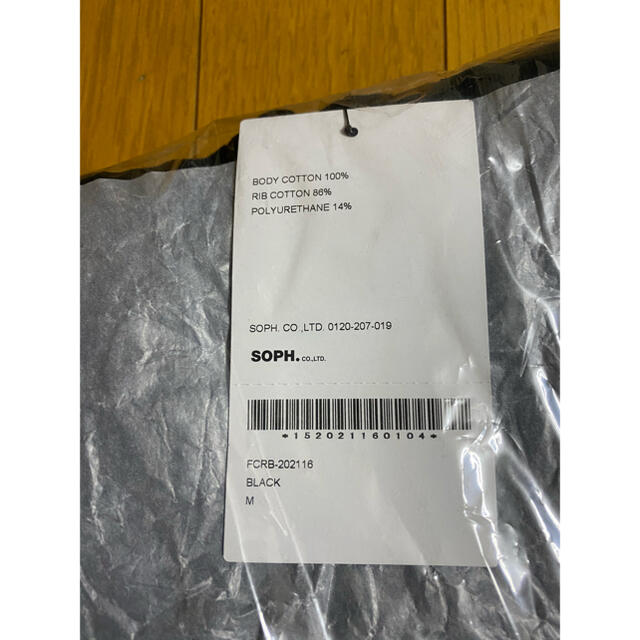 BODY COTTON 100%
RIB COTTON 86%
POLYURETHANE 14%
SOPH. CO.,LTD. 0120-207-019
SOPH. CO.,LTD.
*152021160104*
FCRB-202116
BLACK
M